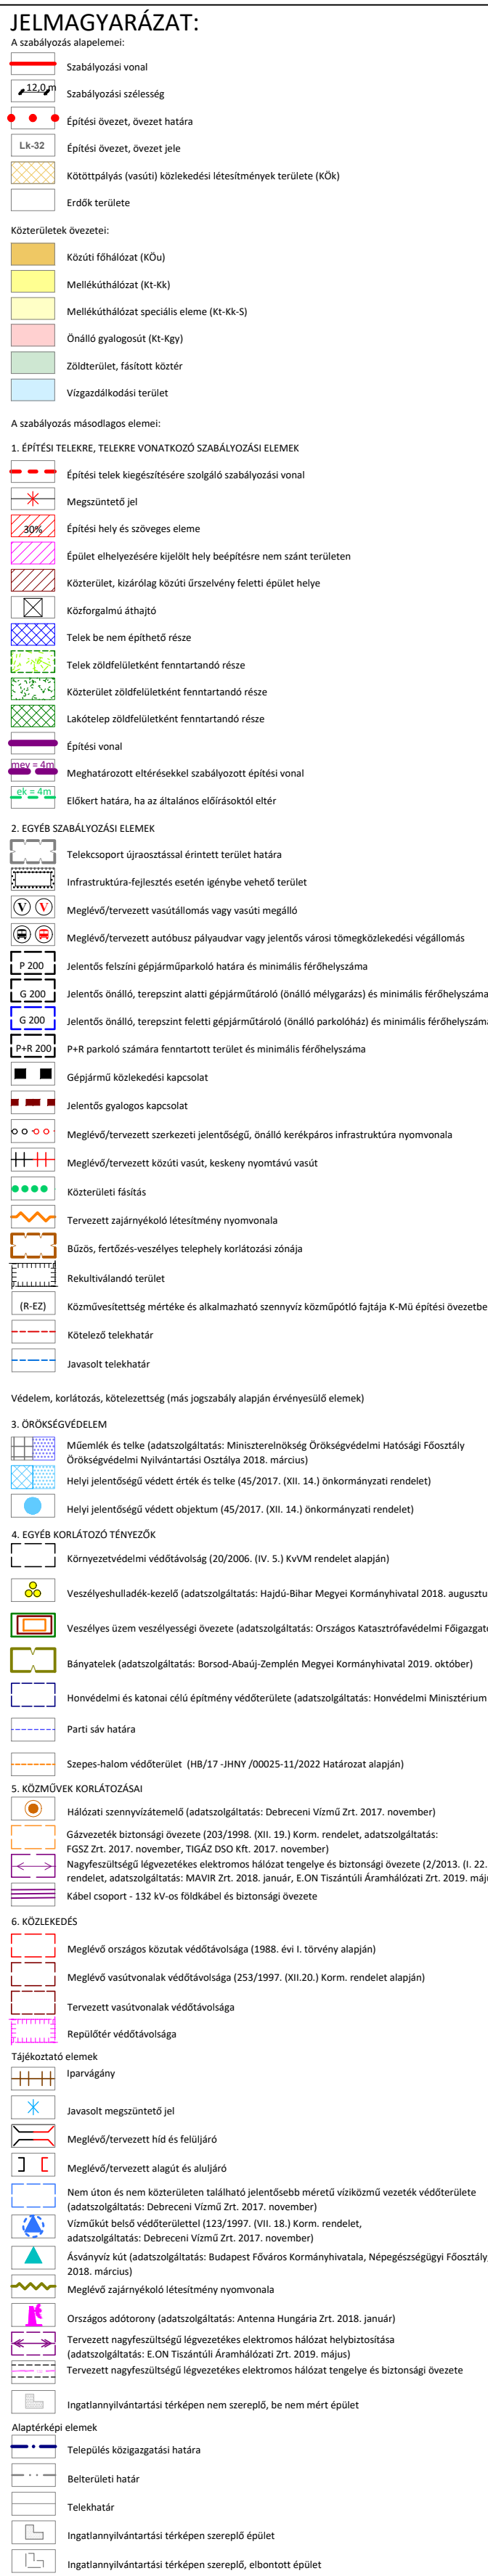 JELMAGYARÁZAT:
A szabályozás alapelemei:
Szabályozási vonal
12,0 m
Szabályozási szélesség
Építési övezet, övezet határa
Lk-32
Építési övezet, övezet jele
Kötöttpályás (vasúti) közlekedési létesítmények területe (KÖk)
Erdők területe
Közterületek övezetei:
Közúti főhálózat (KÖu)
Mellékúthálózat (Kt-Kk)
Mellékúthálózat speciális eleme (Kt-Kk-S)
Önálló gyalogosút (Kt-Kgy)
Zöldterület, fásított köztér
Vízgazdálkodási terület
A szabályozás másodlagos elemei:
1. ÉPÍTÉSI TELEKRE, TELEKRE VONATKOZÓ SZABÁLYOZÁSI ELEMEK
Építési telek kiegészítésére szolgáló szabályozási vonal
Megszüntető jel
30%
Építési hely és szöveges eleme
Épület elhelyezésére kijelölt hely beépítésre nem szánt területen
Közterület, kizárólag közúti űrszelvény feletti épület helye
Közforgalmú áthajtó
Telek be nem építhető része
Telek zöldfelületként fenntartandó része
Közterület zöldfelületként fenntartandó része
Lakótelep zöldfelületként fenntartandó része
Építési vonal
mev = 4m
Meghatározott eltérésekkel szabályozott építési vonal
ek = 4m
Előkert határa, ha az általános előírásoktól eltér
2. EGYÉB SZABÁLYOZÁSI ELEMEK
Telekcsoport újraosztással érintett terület határa
Infrastruktúra-fejlesztés esetén igénybe vehető terület
V V
Meglévő/tervezett vasútállomás vagy vasúti megálló
Meglévő/tervezett autóbusz pályaudvar vagy jelentős városi tömegközlekedési végállomás
P 200
Jelentős felszíni gépjárműparkoló határa és minimális férőhelyszáma
G 200
Jelentős önálló, terepszint alatti gépjárműtároló (önálló mélygarázs) és minimális férőhelyszáma
G 200
Jelentős önálló, terepszint feletti gépjárműtároló (önálló parkolóház) és minimális férőhelyszáma
P+R 200
P+R parkoló számára fenntartott terület és minimális férőhelyszáma
Gépjármű közlekedési kapcsolat
Jelentős gyalogos kapcsolat
Meglévő/tervezett szerkezeti jelentőségű, önálló kerékpáros infrastruktúra nyomvonala
Meglévő/tervezett közúti vasút, keskeny nyomtávú vasút
Közterületi fásítás
Tervezett zajárnyékoló létesítmény nyomvonala
Bűzös, fertőzés-veszélyes telephely korlátozási zónája
Rekultiválandó terület
(R-EZ)
Közművesítettség mértéke és alkalmazható szennyvíz közműpótló fajtája K-Mü építési övezetbe
Kötelező telekhatár
Javasolt telekhatár
Védelem, korlátozás, kötelezettség (más jogszabály alapján érvényesülő elemek)
3. ÖRÖKSÉGVÉDELEM
Műemlék és telke (adatszolgáltatás: Miniszterelnökség Örökségvédelmi Hatósági Főosztály
Örökségvédelmi Nyilvántartási Osztálya 2018. március)
Helyi jelentőségű védett érték és telke (45/2017. (XII. 14.) önkormányzati rendelet)
Helyi jelentőségű védett objektum (45/2017. (XII. 14.) önkormányzati rendelet)
4. EGYÉB KORLÁTOZÓ TÉNYEZŐK
Környezetvédelmi védőtávolság (20/2006. (IV. 5.) KvVM rendelet alapján)
Veszélyeshulladék-kezelő (adatszolgáltatás: Hajdú-Bihar Megyei Kormányhivatal 2018. augusztu
Veszélyes üzem veszélyességi övezete (adatszolgáltatás: Országos Katasztrófavédelmi Főigazgató
Bányatelek (adatszolgáltatás: Borsod-Abaúj-Zemplén Megyei Kormányhivatal 2019. október)
Honvédelmi és katonai célú építmény védőterülete (adatszolgáltatás: Honvédelmi Minisztérium
Parti sáv határa
Szepes-halom védőterület (HB/17 -JHNY /00025-11/2022 Határozat alapján)
5. KÖZMŰVEK KORLÁTOZÁSAI
Hálózati szennyvízátemelő (adatszolgáltatás: Debreceni Vízmű Zrt. 2017. november)
Gázvezeték biztonsági övezete (203/1998. (XII. 19.) Korm. rendelet, adatszolgáltatás:
FGSZ Zrt. 2017. november, TIGÁZ DSO Kft. 2017. november)
Nagyfeszültségű légvezetékes elektromos hálózat tengelye és biztonsági övezete (2/2013. (I. 22.
rendelet, adatszolgáltatás: MAVIR Zrt. 2018. január, E.ON Tiszántúli Áramhálózati Zrt. 2019. máju
Kábel csoport - 132 kV-os földkábel és biztonsági övezete
6. KÖZLEKEDÉS
Meglévő országos közutak védőtávolsága (1988. évi I. törvény alapján)
Meglévő vasútvonalak védőtávolsága (253/1997. (XII.20.) Korm. rendelet alapján)
Tervezett vasútvonalak védőtávolsága
Repülőtér védőtávolsága
Tájékoztató elemek
Iparvágány
Javasolt megszüntető jel
Meglévő/tervezett híd és felüljáró
Meglévő/tervezett alagút és aluljáró
Nem úton és nem közterületen található jelentősebb méretű víziközmű vezeték védőterülete
(adatszolgáltatás: Debreceni Vízmű Zrt. 2017. november)
Vízműkút belső védőterülettel (123/1997. (VII. 18.) Korm. rendelet,
adatszolgáltatás: Debreceni Vízmű Zrt. 2017. november)
Ásványvíz kút (adatszolgáltatás: Budapest Főváros Kormányhivatala, Népegészségügyi Főosztály,
2018. március)
Meglévő zajárnyékoló létesítmény nyomvonala
Országos adótorony (adatszolgáltatás: Antenna Hungária Zrt. 2018. január)
Tervezett nagyfeszültségű légvezetékes elektromos hálózat helybiztosítása
(adatszolgáltatás: E.ON Tiszántúli Áramhálózati Zrt. 2019. május)
Tervezett nagyfeszültségű légvezetékes elektromos hálózat tengelye és biztonsági övezete
Ingatlannyilvántartási térképen nem szereplő, be nem mért épület
Alaptérképi elemek
Település közigazgatási határa
Belterületi határ
Telekhatár
Ingatlannyilvántartási térképen szereplő épület
Ingatlannyilvántartási térképen szereplő, elbontott épület